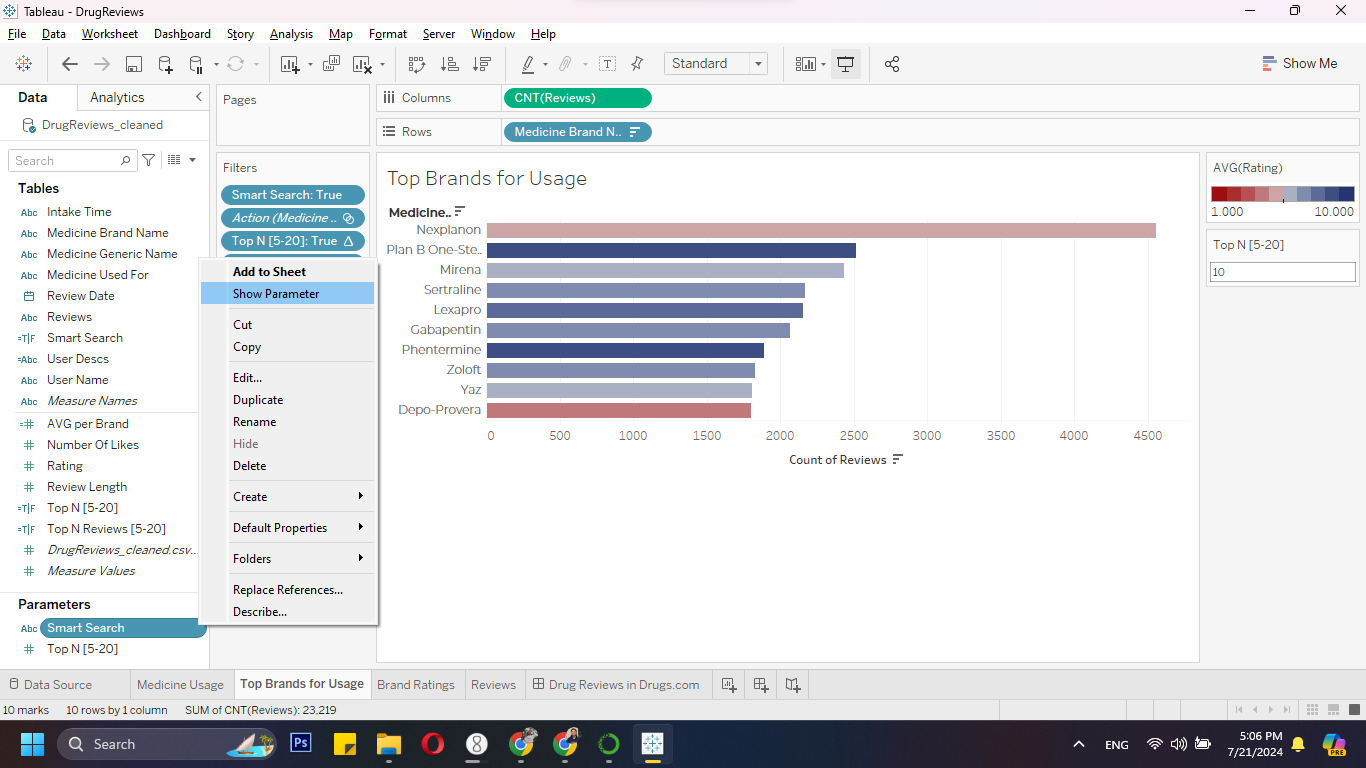 Tableau - DrugReviews
File Data Worksheet Dashboard Story Analysis Map Format Server Window Help
Standard
Show Me
Data Analytics
DrugReviews_cleaned
Search
Tables
Abc Intake Time
Abc Medicine Brand Name
Abc Medicine Generic Name
Abc Medicine Used For
Review Date
Abc Reviews
=T|F Smart Search
=Abc User Descs
Abc User Name
Abc Measure Names
=# AVG per Brand
# Number Of Likes
# Rating
# Review Length
=T|F Top N [5-20]
=T|F Top N Reviews [5-20]
# DrugReviews_cleaned.csv...
# Measure Values
Parameters
Abc Smart Search
# Top N [5-20]
Pages
Filters
Smart Search: True
Action (Medicine ..
Top N [5-20]: True Δ
Add to Sheet
Show Parameter
Cut
Copy
Edit...
Duplicate
Rename
Hide
Delete
Create
Default Properties
Folders
Replace References...
Describe...
Columns
CNT(Reviews)
Rows
Medicine Brand N..
Top Brands for Usage
Medicine..
Nexplanon
Plan B One-Ste..
Mirena
Sertraline
Lexapro
Gabapentin
Phentermine
Zoloft
Yaz
Depo-Provera
0 500 1000 1500 2000 2500 3000 3500 4000 4500
Count of Reviews
AVG(Rating)
1.000 10.000
Top N [5-20]
10
Data Source Medicine Usage Top Brands for Usage Brand Ratings Reviews Drug Reviews in Drugs.com
10 marks 10 rows by 1 column SUM of CNT(Reviews): 23,219
Search
Ps
ENG
5:06 PM
7/21/2024
PRE